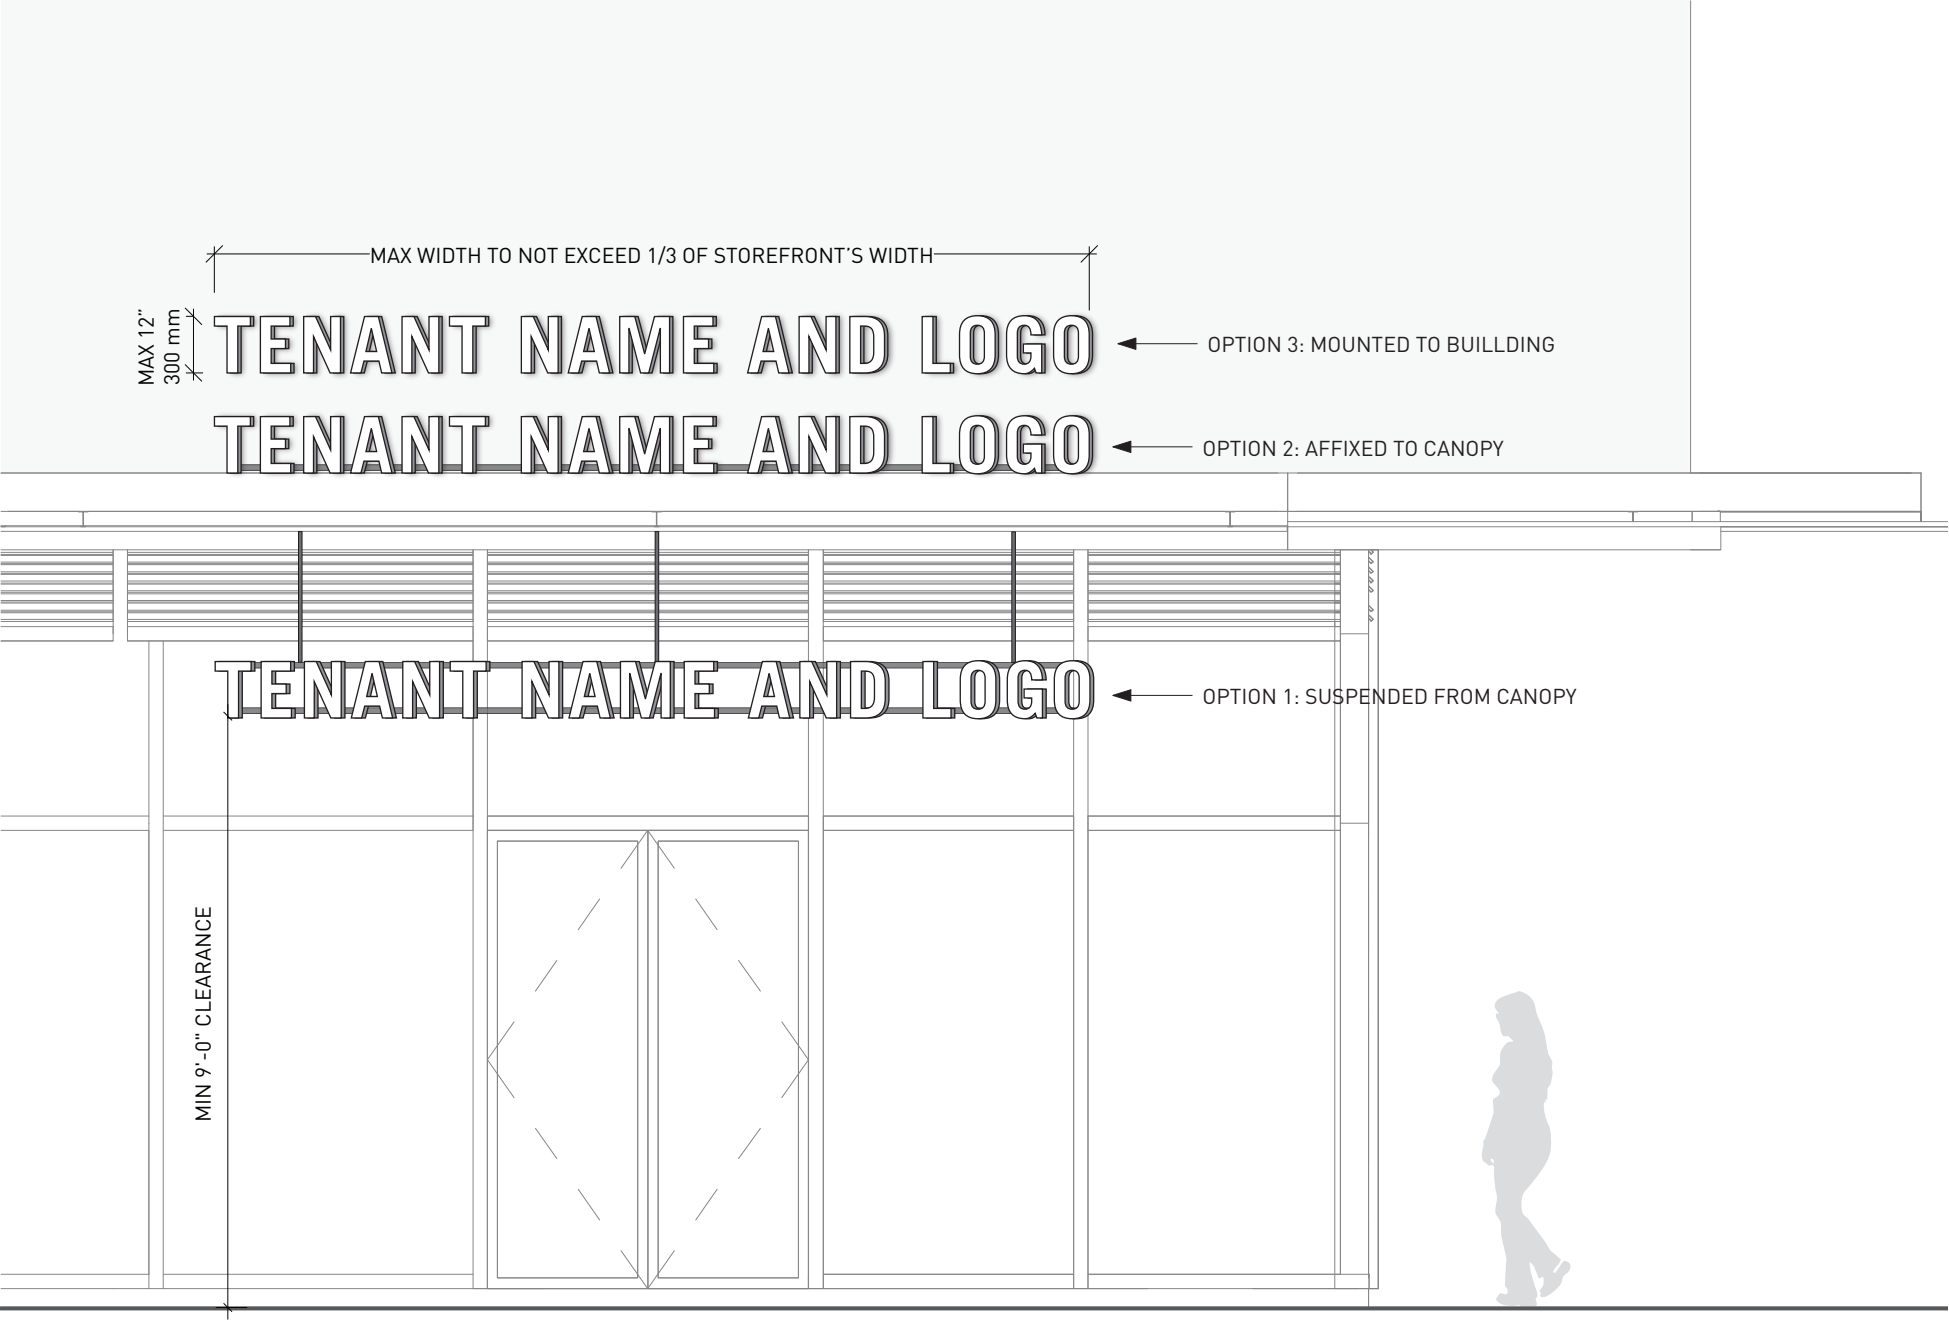 MAX WIDTH TO NOT EXCEED 1/3 OF STOREFRONT'S WIDTH
MAX 12"
300 mm
TENANT NAME AND LOGO
OPTION 3: MOUNTED TO BUILLDING
TENANT NAME AND LOGO
OPTION 2: AFFIXED TO CANOPY
TENANT NAME AND LOGO
OPTION 1: SUSPENDED FROM CANOPY
MIN 9'-0" CLEARANCE